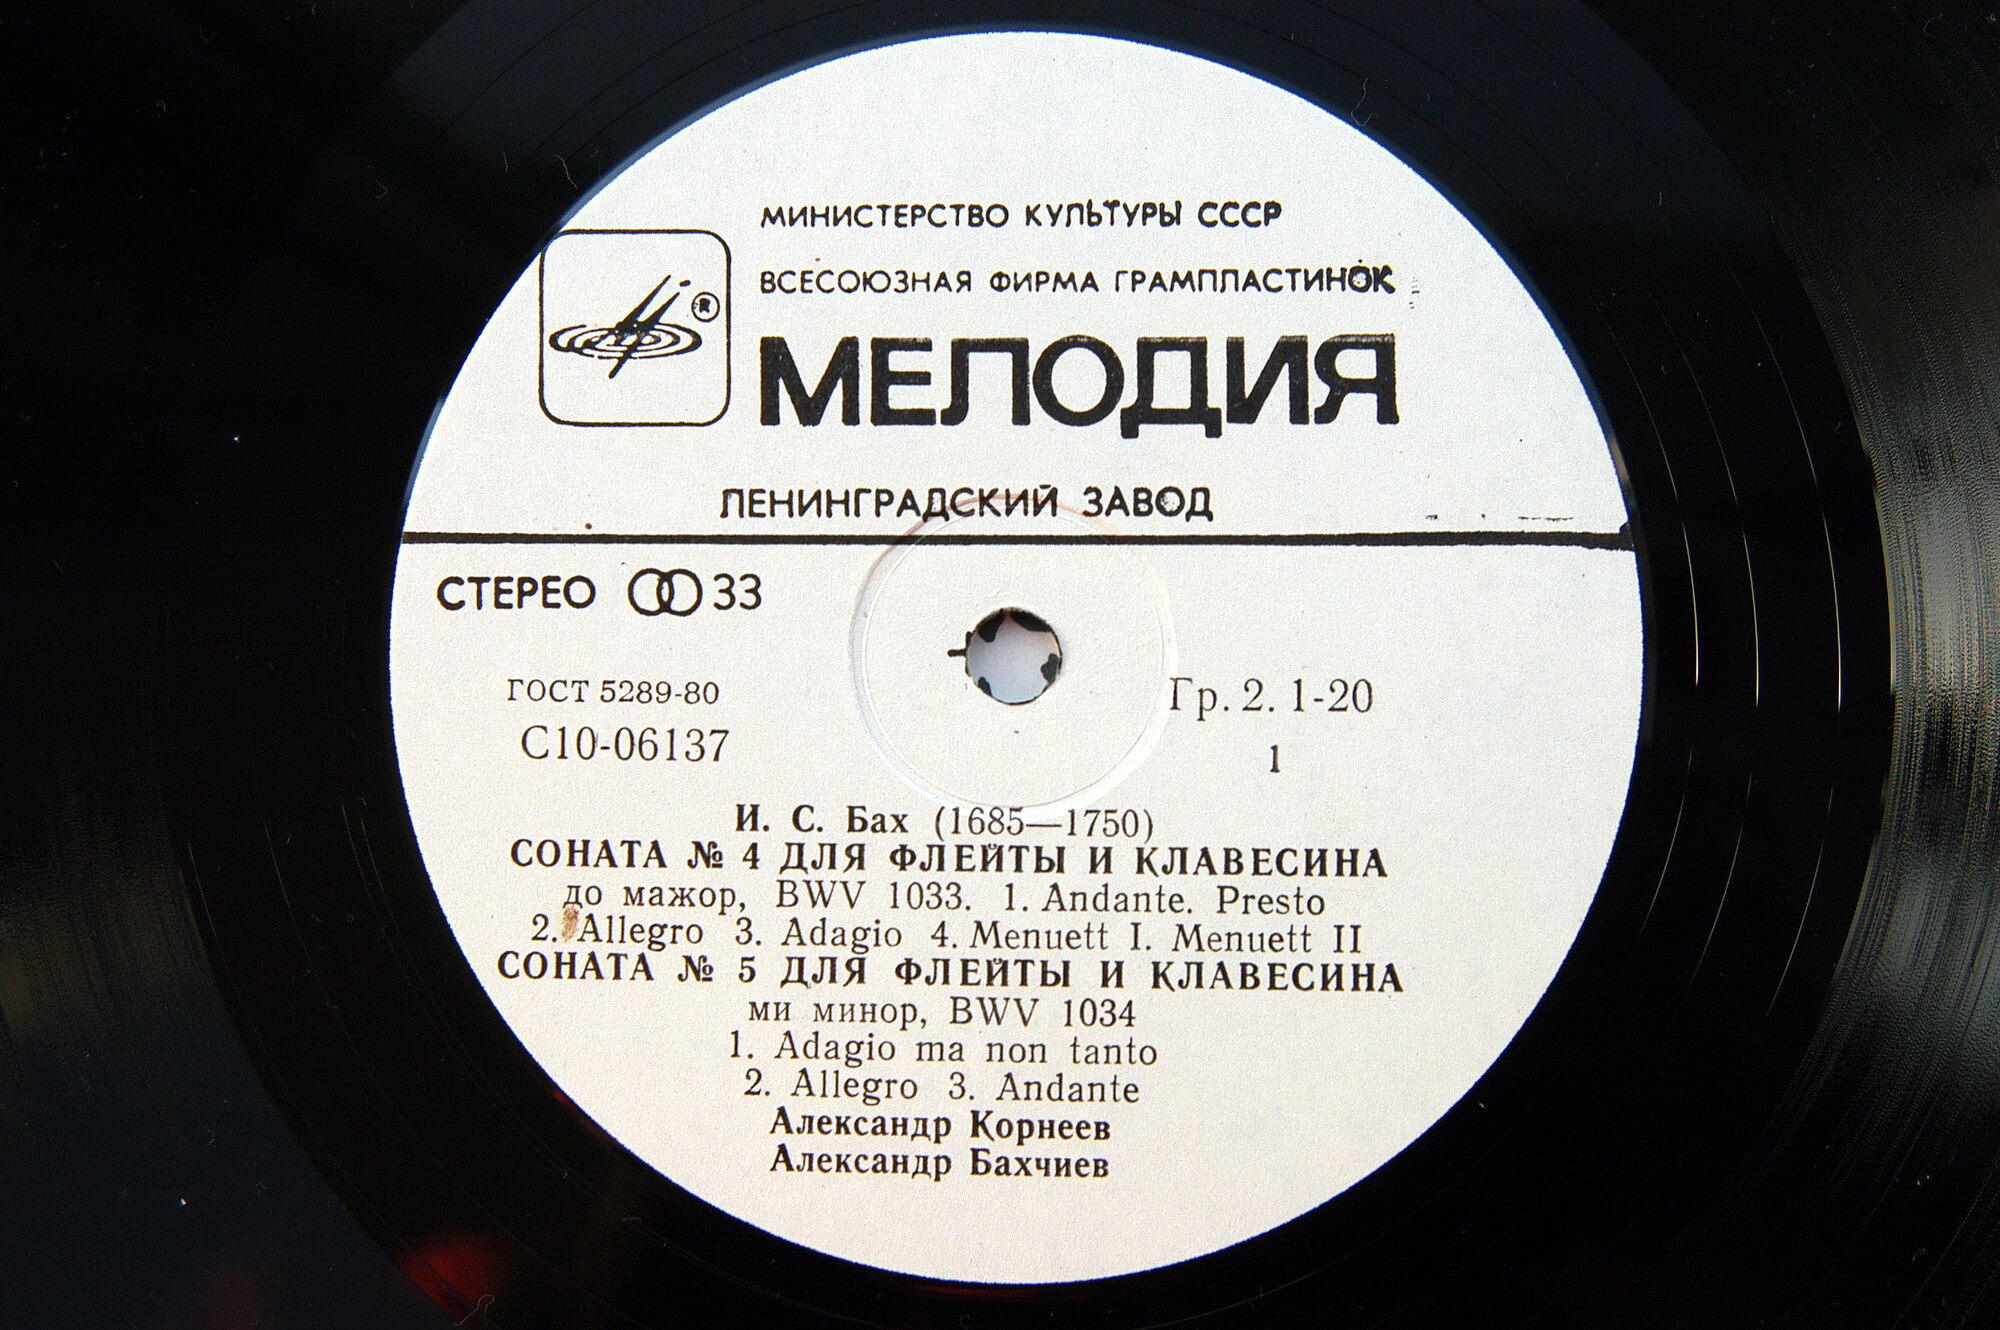 МИНИСТЕРСТВО КУЛЬТУРЫ СССР
ВСЕСОЮЗНАЯ ФИРМА ГРАМПЛАСТИНОК
®
МЕЛОДИЯ
ЛЕНИНГРАДСКИЙ ЗАВОД
СТЕРЕО 33
ГОСТ 5289-80 Гр. 2. 1-20
С10-06137 1
И. С. Бах (1685—1750)
СОНАТА № 4 ДЛЯ ФЛЕЙТЫ И КЛАВЕСИНА
до мажор, BWV 1033. 1. Andante. Presto
2. Allegro 3. Adagio 4. Menuett I. Menuett II
СОНАТА № 5 ДЛЯ ФЛЕЙТЫ И КЛАВЕСИНА
ми минор, BWV 1034
1. Adagio ma non tanto
2. Allegro 3. Andante
Александр Корнеев
Александр Бахчиев